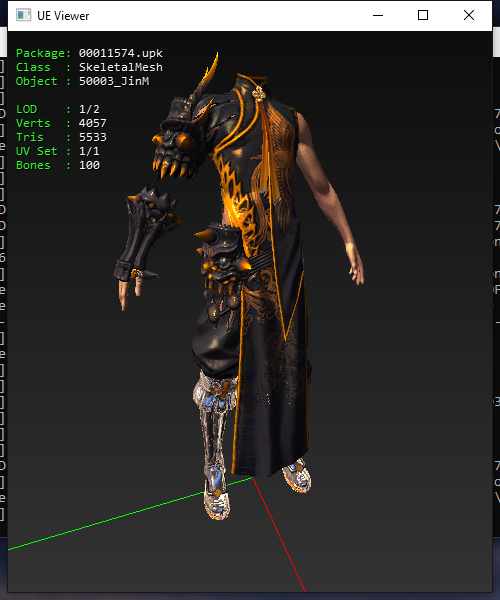 UE Viewer
Package: 00011574.upk
Class : SkeletalMesh
Object : 50003_JinM
LOD : 1/2
Verts : 4057
Tris : 5533
UV Set : 1/1
Bones : 100